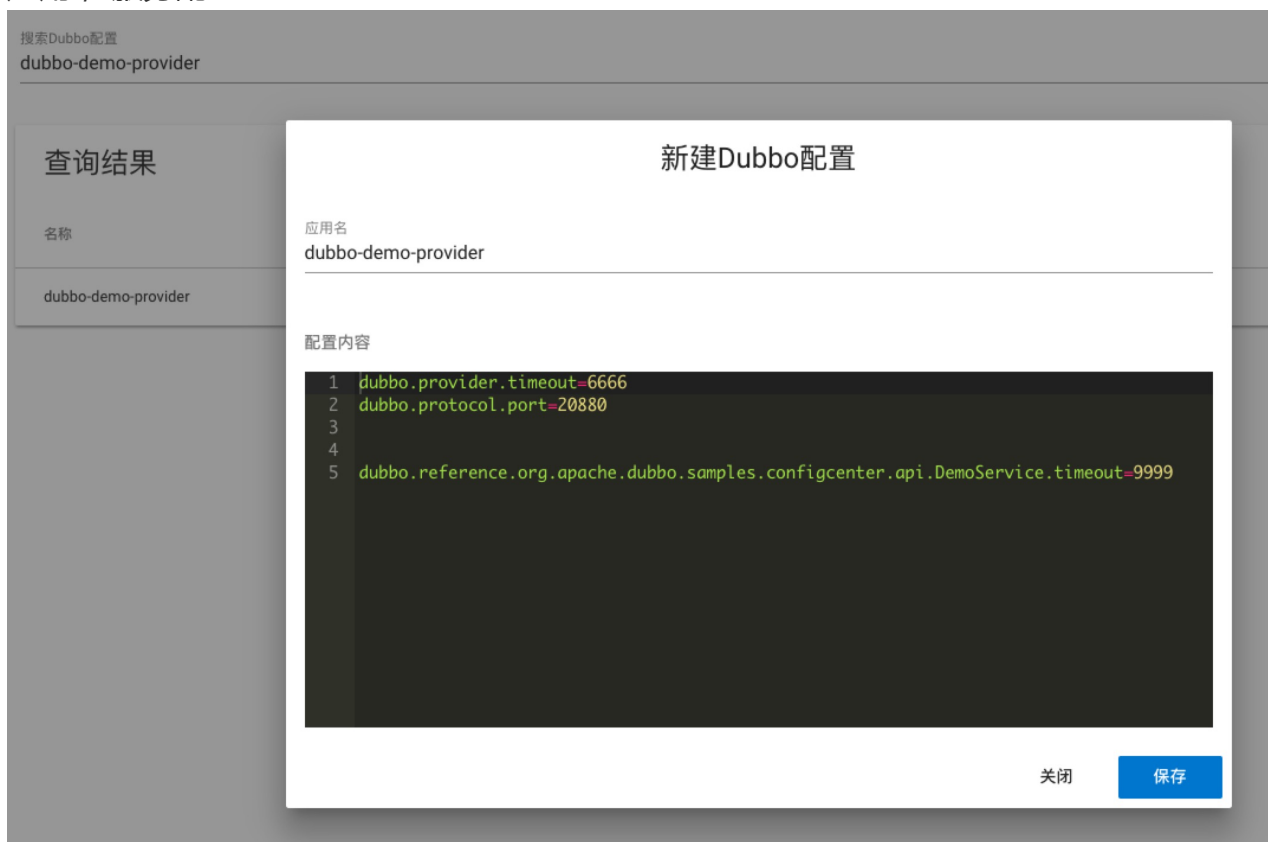 搜索Dubbo配置
dubbo-demo-provider
查询结果
名称
dubbo-demo-provider
新建Dubbo配置
应用名
dubbo-demo-provider
配置内容
1 dubbo.provider.timeout=6666
2 dubbo.protocol.port=20880
3
4
5 dubbo.reference.org.apache.dubbo.samples.configcenter.api.DemoService.timeout=9999
关闭
保存